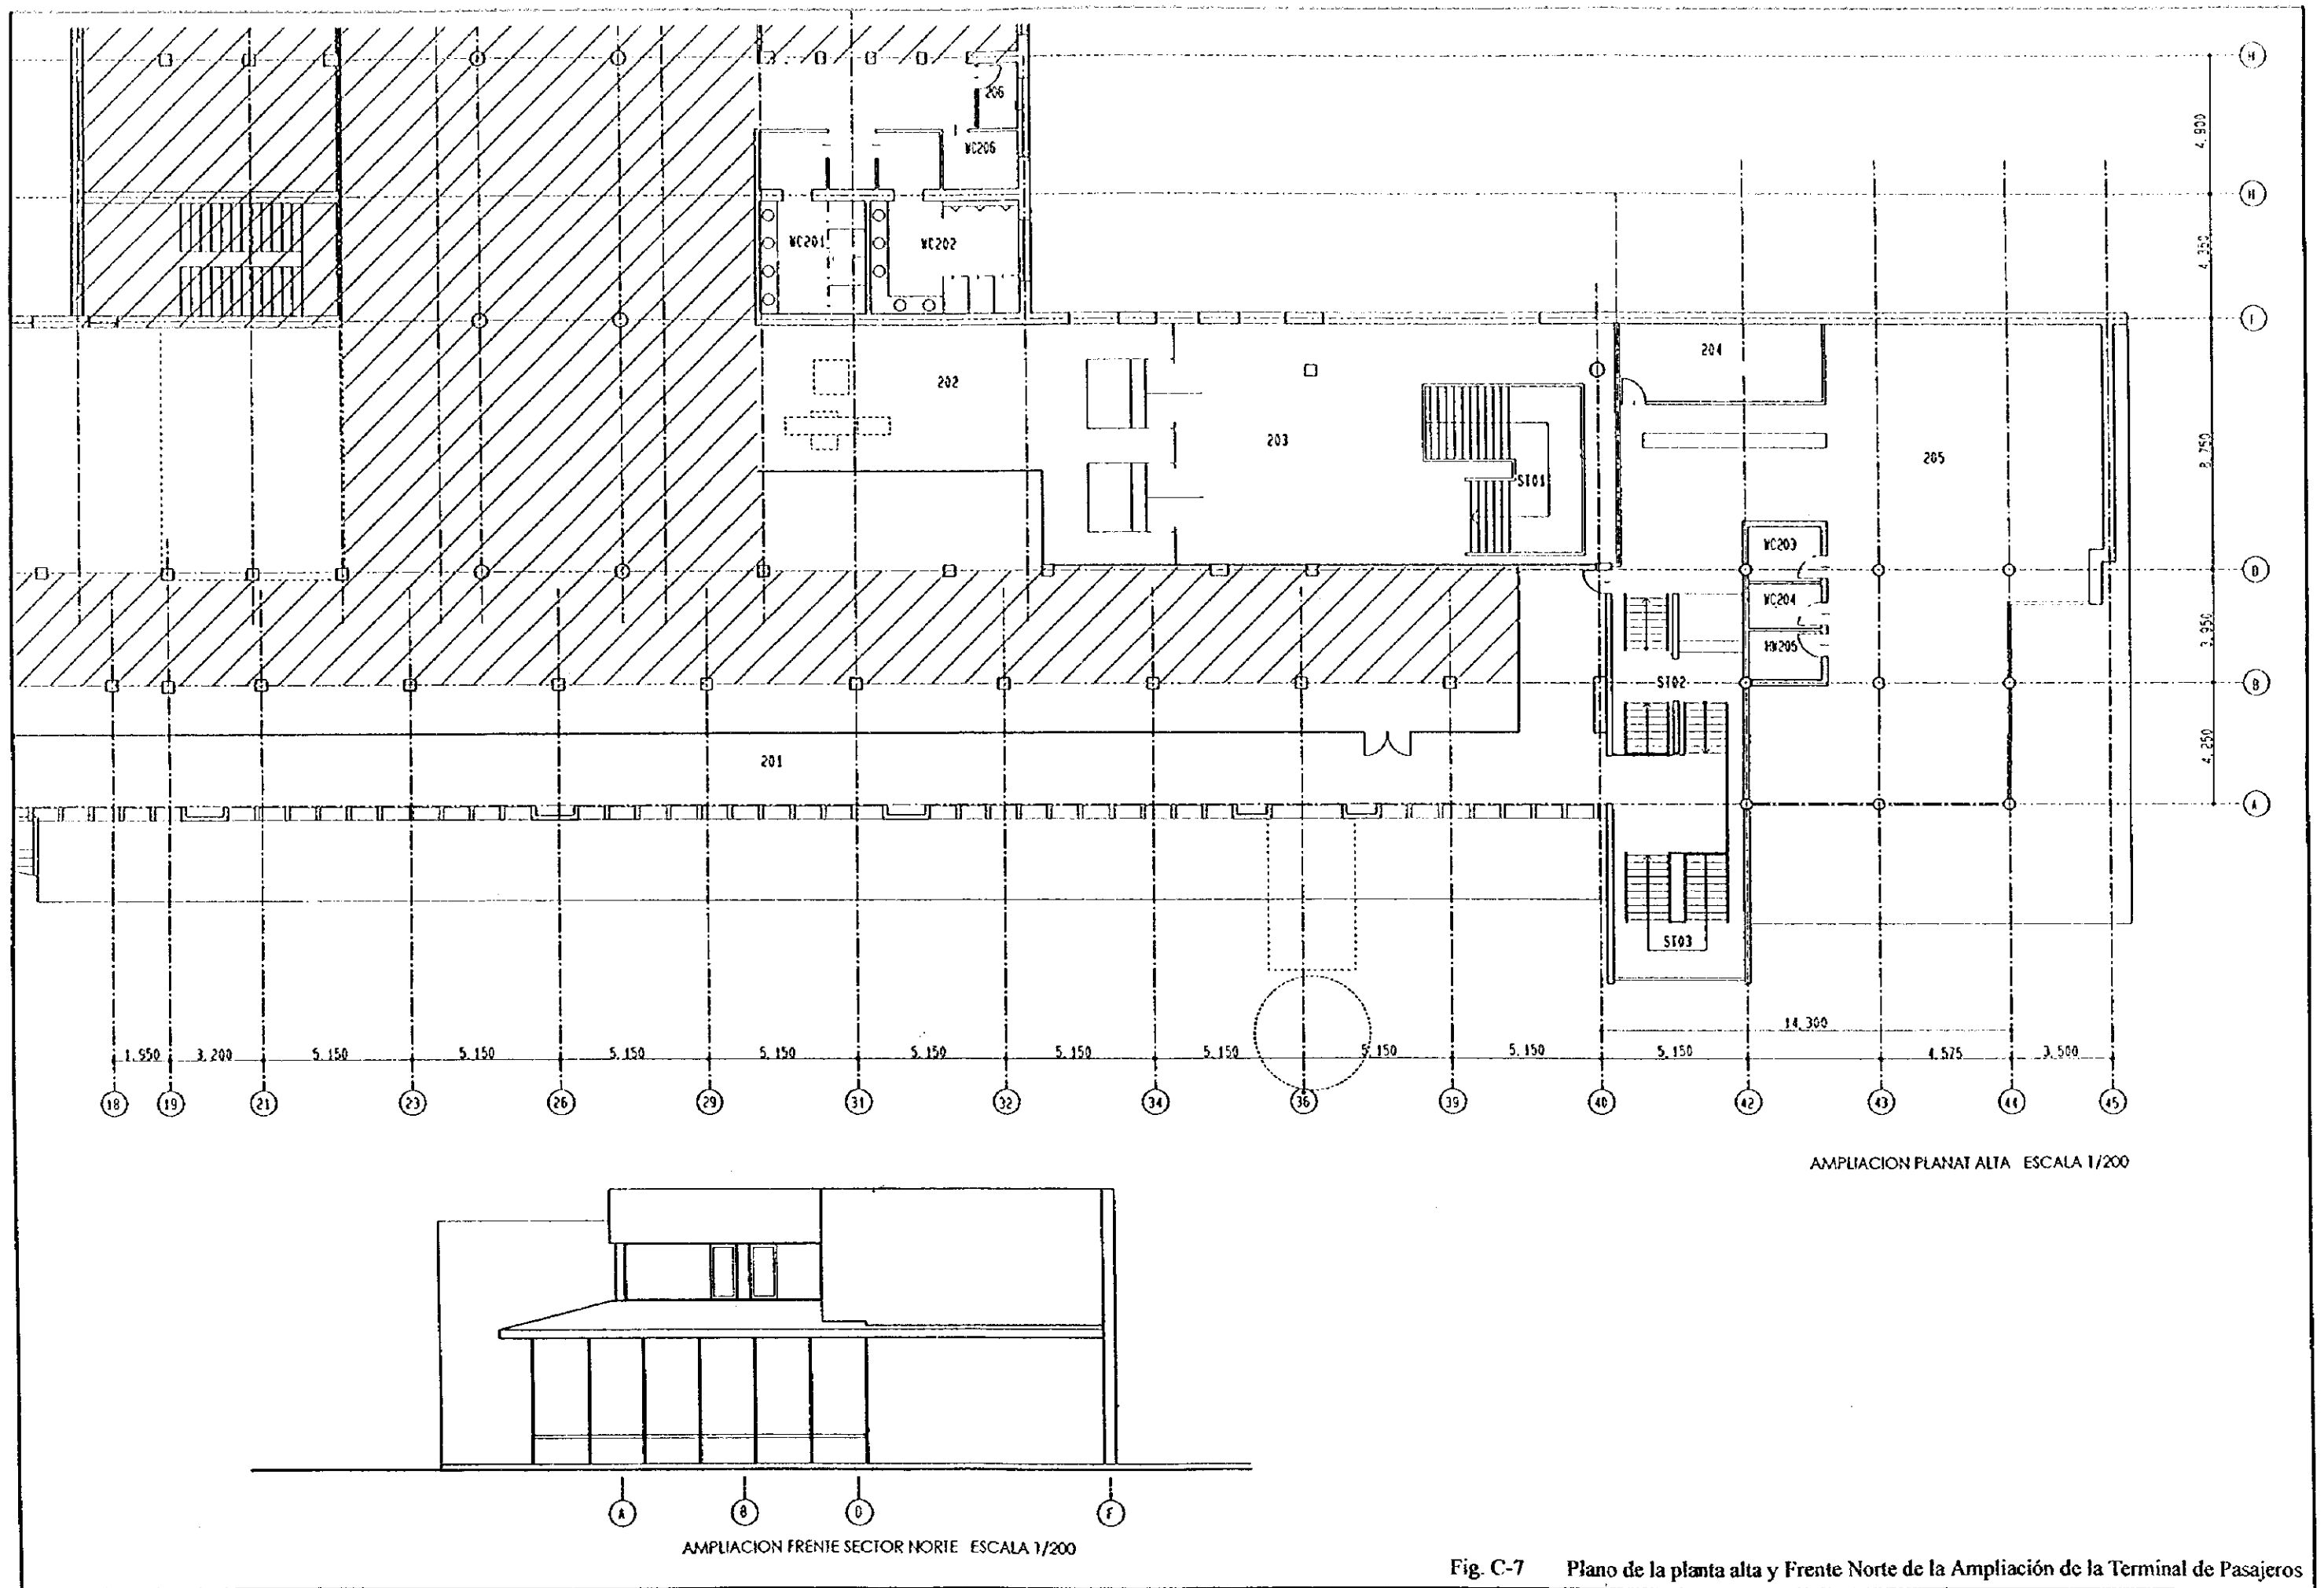 H
4.900
206
WC206
H
WC201
WC202
4.350
F
204
202
203
205
8.750
ST01
WC203
D
WC204
3.950
HW205
ST02
B
201
4.250
A
ST03
14.300
1.950 3.200 5.150 5.150 5.150 5.150 5.150 5.150 5.150 5.150 5.150 5.150 4.575 3.500
18 19 21 23 26 29 31 32 34 36 39 40 42 43 44 45
AMPLIACION PLANAT ALTA ESCALA 1/200
A B D F
AMPLIACION FRENTE SECTOR NORTE ESCALA 1/200
Fig. C-7 Plano de la planta alta y Frente Norte de la Ampliación de la Terminal de Pasajeros